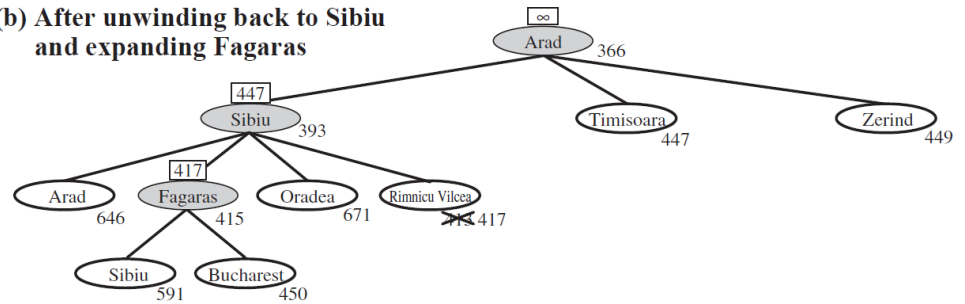 (b) After unwinding back to Sibiu
and expanding Fagaras
∞
Arad
366
447
Sibiu
393
Timisoara
447
Zerind
449
417
Arad
646
Fagaras
415
Oradea
671
Rimnicu Vilcea
413 417
Sibiu
591
Bucharest
450